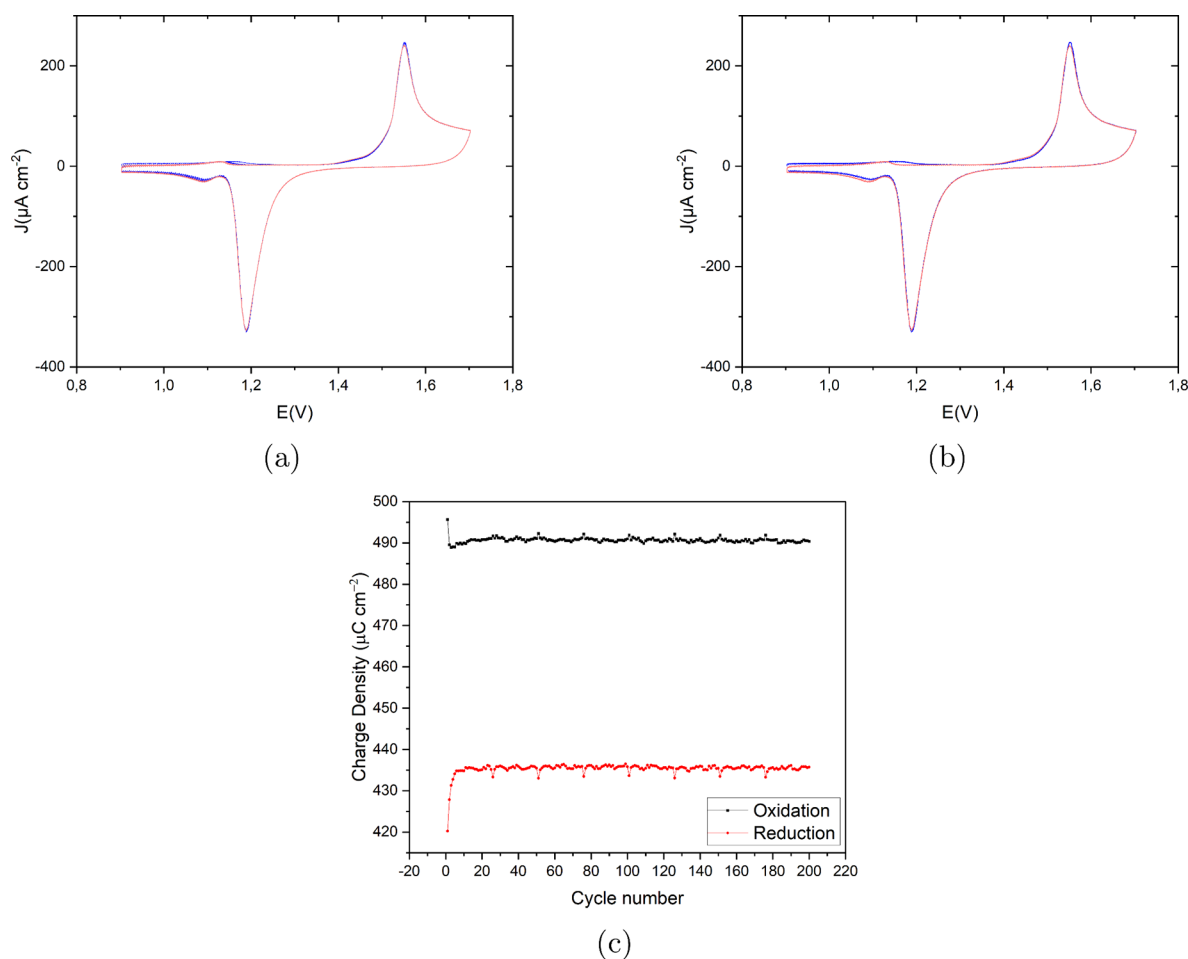 200
0
-200
-400
J(µA cm⁻²)
0,8 1,0 1,2 1,4 1,6 1,8
E(V)
(a)
200
0
-200
-400
J(µA cm⁻²)
0,8 1,0 1,2 1,4 1,6 1,8
E(V)
(b)
500
490
480
470
460
450
440
430
420
Charge Density (µC cm⁻²)
Oxidation
Reduction
-20 0 20 40 60 80 100 120 140 160 180 200 220
Cycle number
(c)